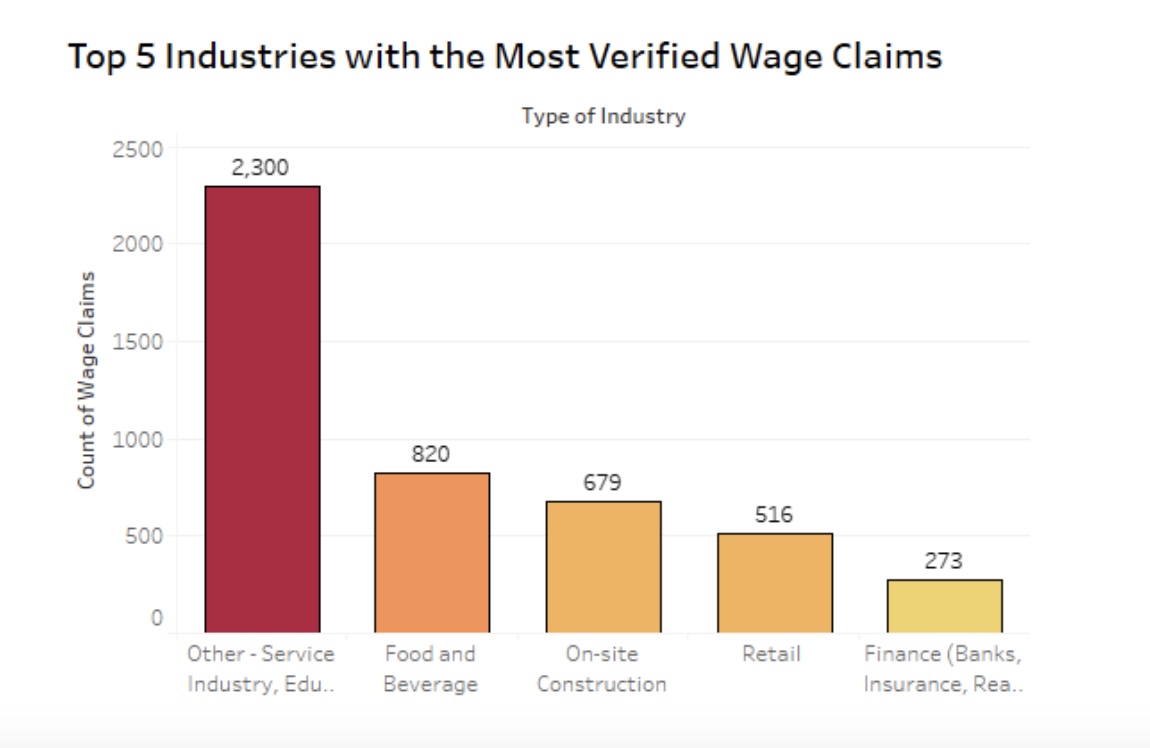 Top 5 Industries with the Most Verified Wage Claims
Type of Industry
Count of Wage Claims
2500
2000
1500
1000
500
0
2,300
820
679
516
273
Other - Service
Industry, Edu..
Food and
Beverage
On-site
Construction
Retail
Finance (Banks,
Insurance, Rea..